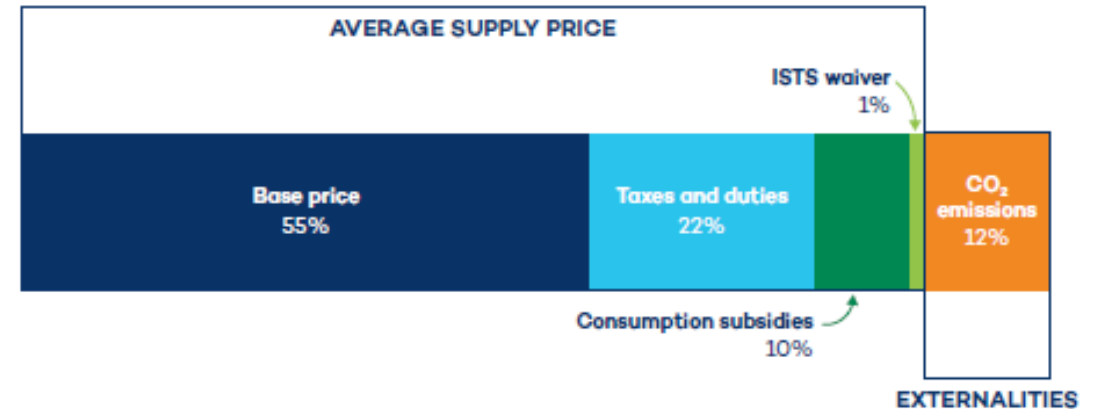 AVERAGE SUPPLY PRICE
ISTS waiver
1%
Base price
55%
Taxes and duties
22%
CO₂
emissions
12%
Consumption subsidies
10%
EXTERNALITIES